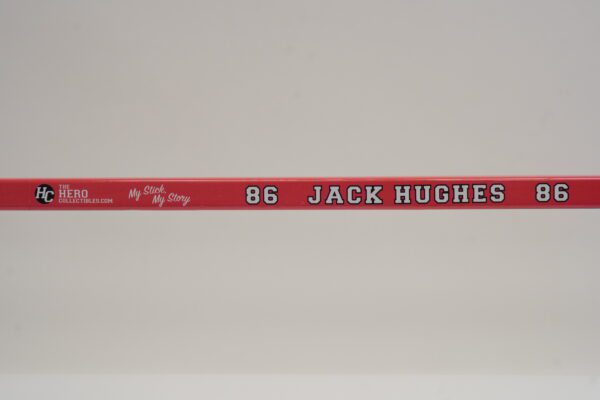 HC
THE
HERO
COLLECTIBLES.COM
My Stick,
My Story
86 JACK HUGHES 86